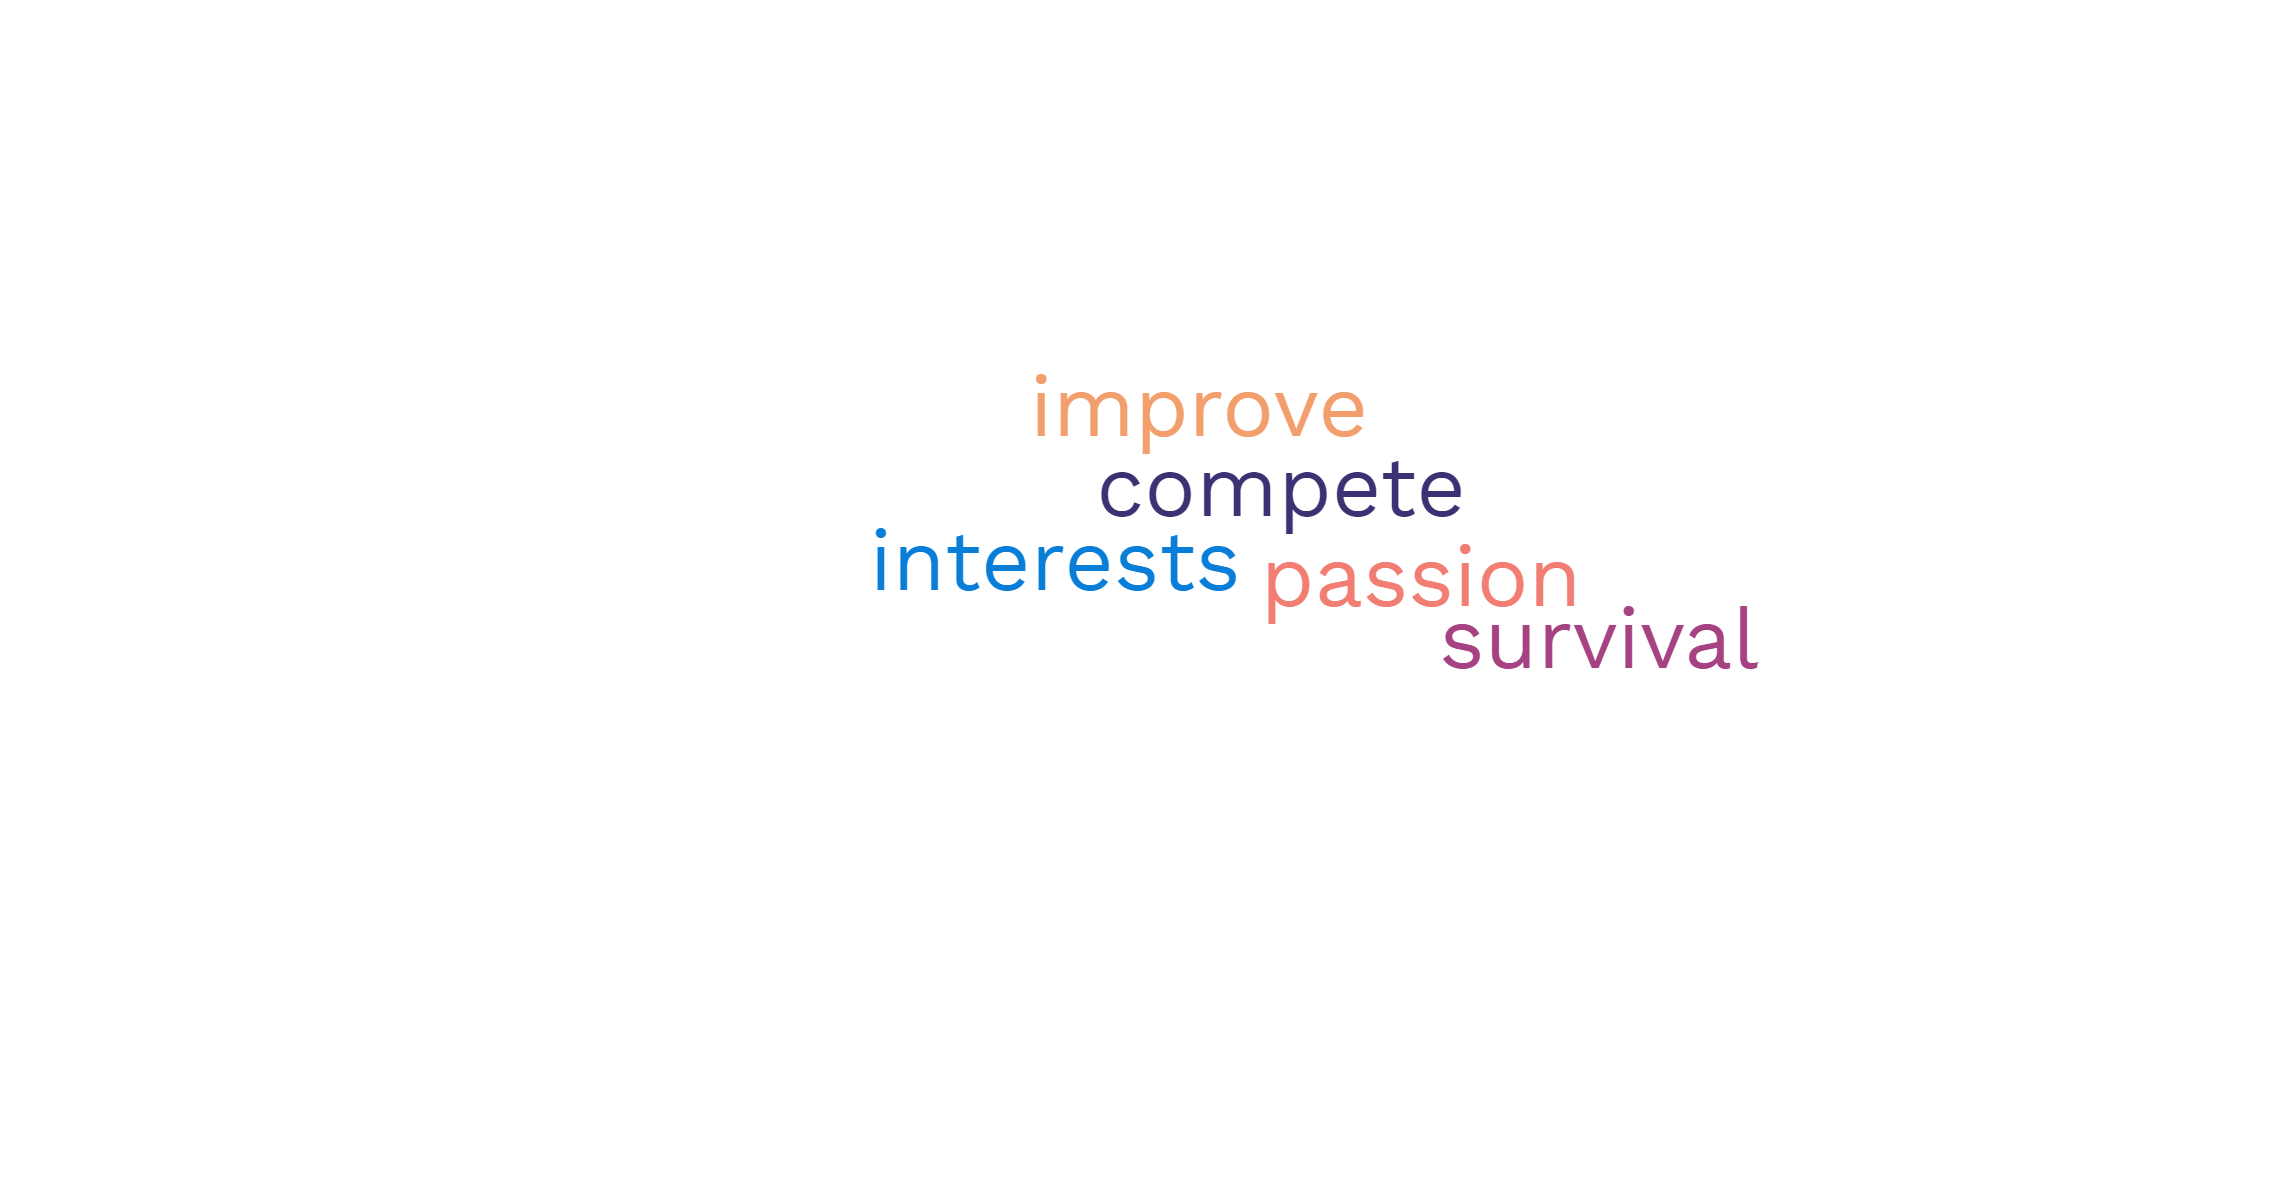 improve
compete
interests
passion
survival